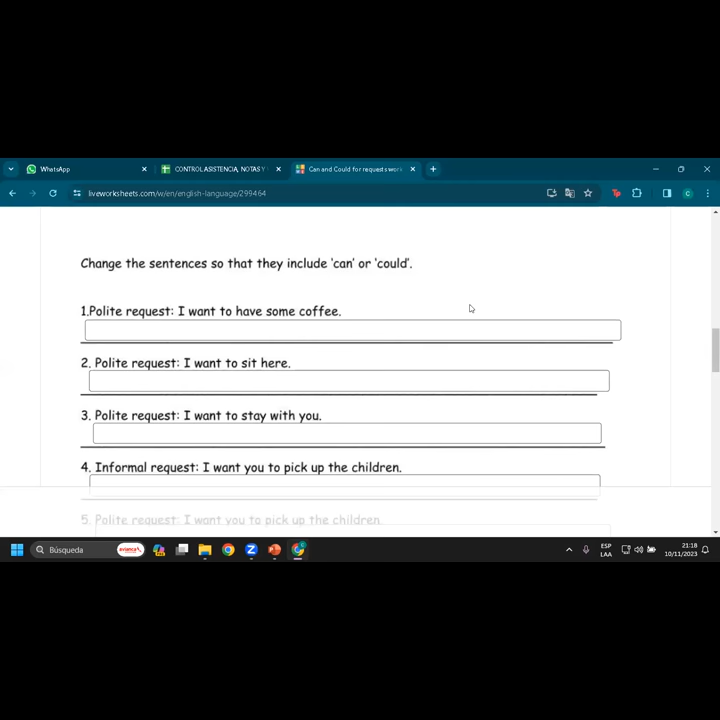 WhatsApp
CONTROL ASISTENCIA, NOTAS Y
Can and Could for requests work
liveworksheets.com/w/en/english-language/299464
Change the sentences so that they include 'can' or 'could'.
1.Polite request: I want to have some coffee.
2. Polite request: I want to sit here.
3. Polite request: I want to stay with you.
4. Informal request: I want you to pick up the children.
5. Polite request: I want you to pick up the children.
Búsqueda
avianca
ESP
LAA
21:18
10/11/2023